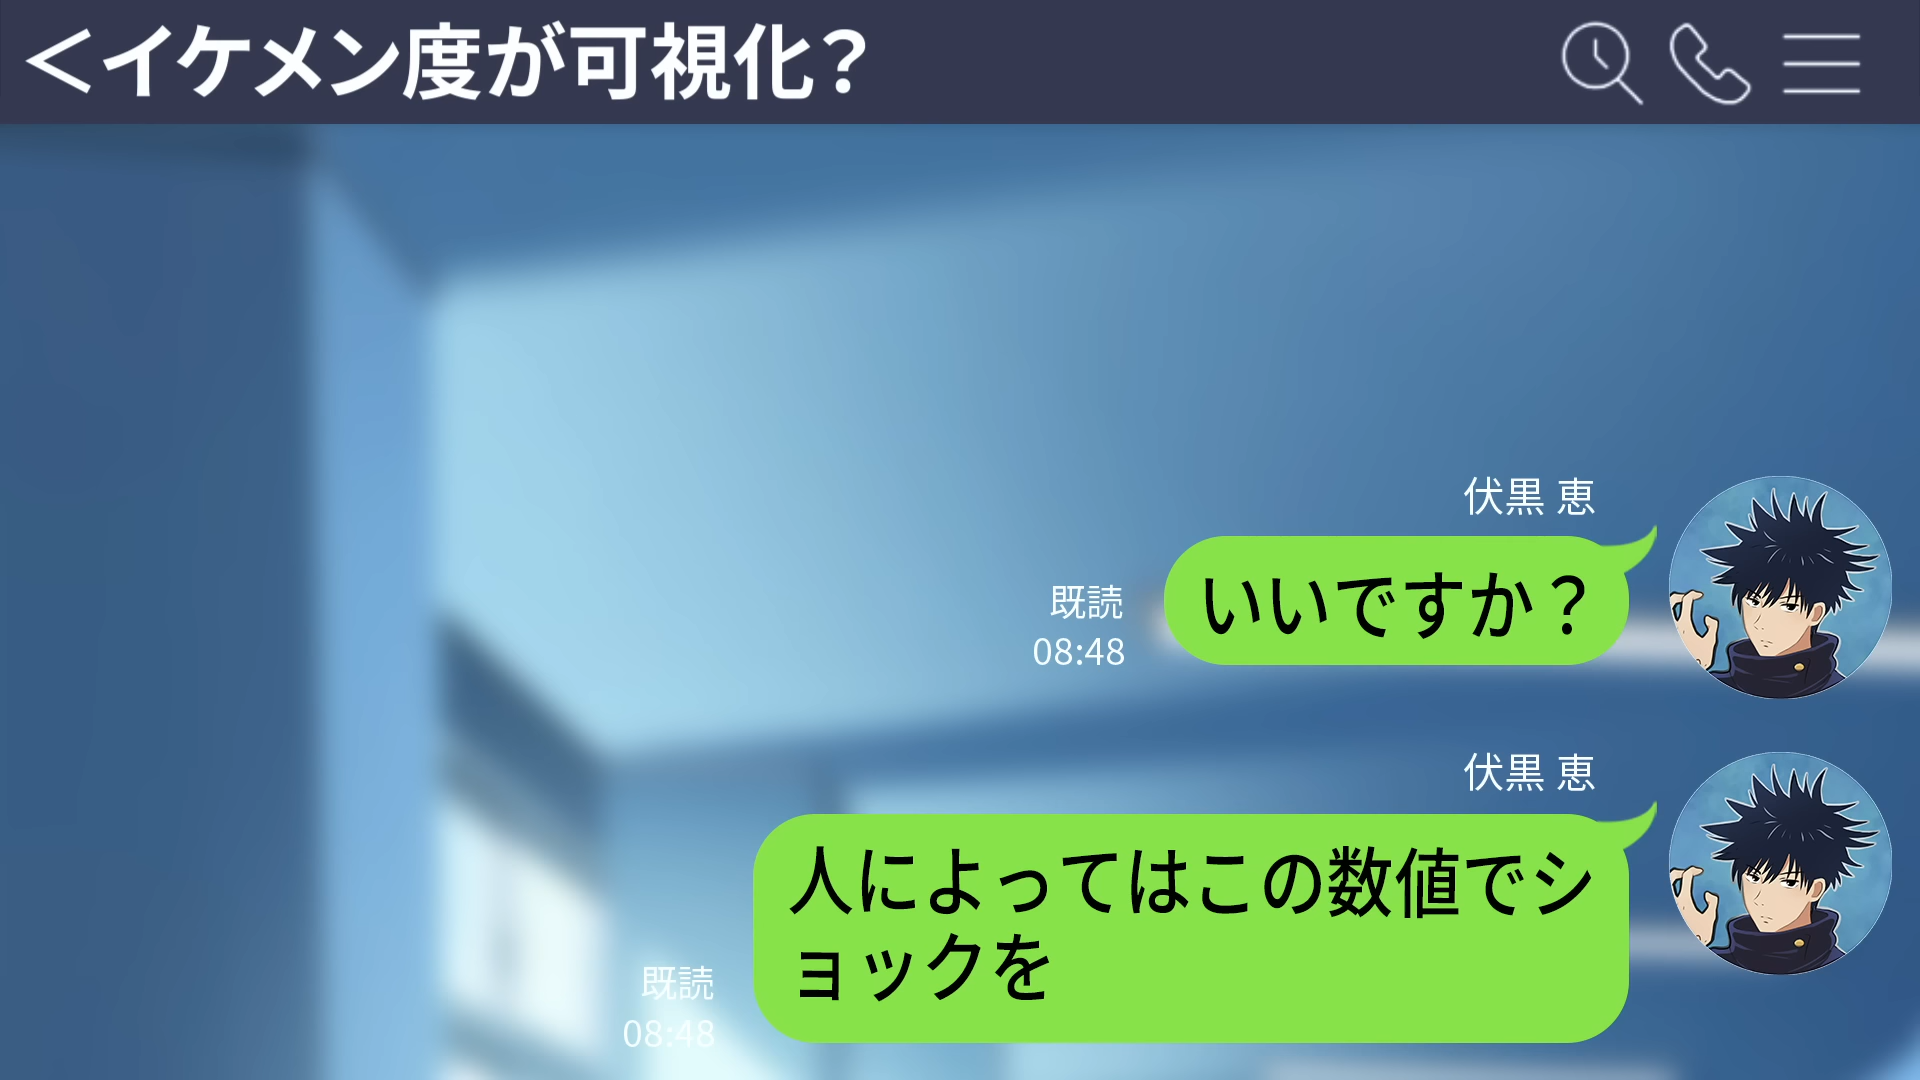 ＜イケメン度が可視化？
伏黒 恵
いいですか？
既読
08:48
伏黒 恵
人によってはこの数値でシ
ョックを
既読
08:48